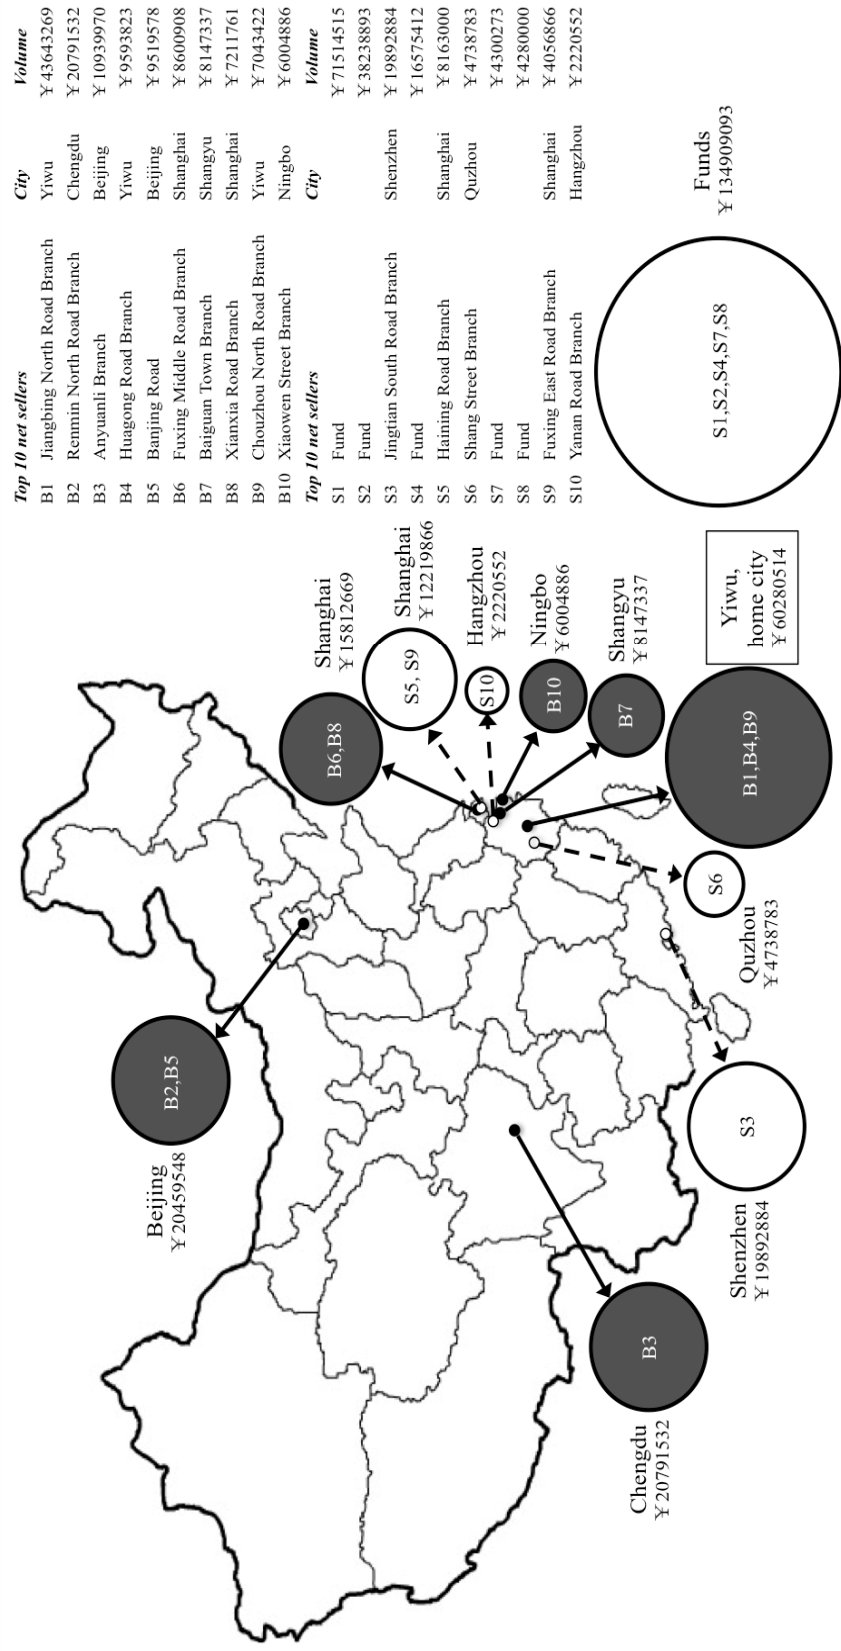 Top 10 net sellers City Volume
B1 Jiangbing North Road Branch Yiwu ¥43643269
B2 Renmin North Road Branch Chengdu ¥20791532
B3 Anyuanli Branch Beijing ¥10939970
B4 Huagong Road Branch Yiwu ¥9593823
B5 Banjing Road Beijing ¥9519578
B6 Fuxing Middle Road Branch Shanghai ¥8600908
B7 Baiguan Town Branch Shangyu ¥8147337
B8 Xianxia Road Branch Shanghai ¥7211761
B9 Chouzhou North Road Branch Yiwu ¥7043422
B10 Xiaowen Street Branch Ningbo ¥6004886
Top 10 net sellers City Volume
S1 Fund ¥71514515
S2 Fund ¥38238893
S3 Jingtian South Road Branch Shenzhen ¥19892884
S4 Fund ¥16575412
S5 Haining Road Branch Shanghai ¥8163000
S6 Shang Street Branch Quzhou ¥4738783
S7 Fund ¥4300273
S8 Fund ¥4280000
S9 Fuxing East Road Branch Shanghai ¥4056866
S10 Yanan Road Branch Hangzhou ¥2220552
Beijing
¥20459548
B2,B5
Shanghai
¥15812669
B6,B8
Shanghai
¥12219866
S5, S9
Hangzhou
¥2220552
S10
Ningbo
¥6004886
B10
Shangyu
¥8147337
B7
Yiwu,
home city
¥60280514
B1,B4,B9
S6
Quzhou
¥4738783
S3
Shenzhen
¥19892884
B3
Chengdu
¥20791532
S1,S2,S4,S7,S8
Funds
¥134909093